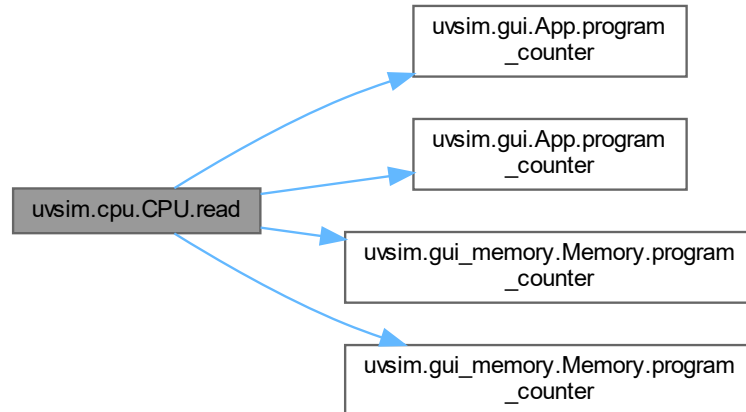 uvsim.gui.App.program
_counter
uvsim.gui.App.program
_counter
uvsim.cpu.CPU.read
uvsim.gui_memory.Memory.program
_counter
uvsim.gui_memory.Memory.program
_counter